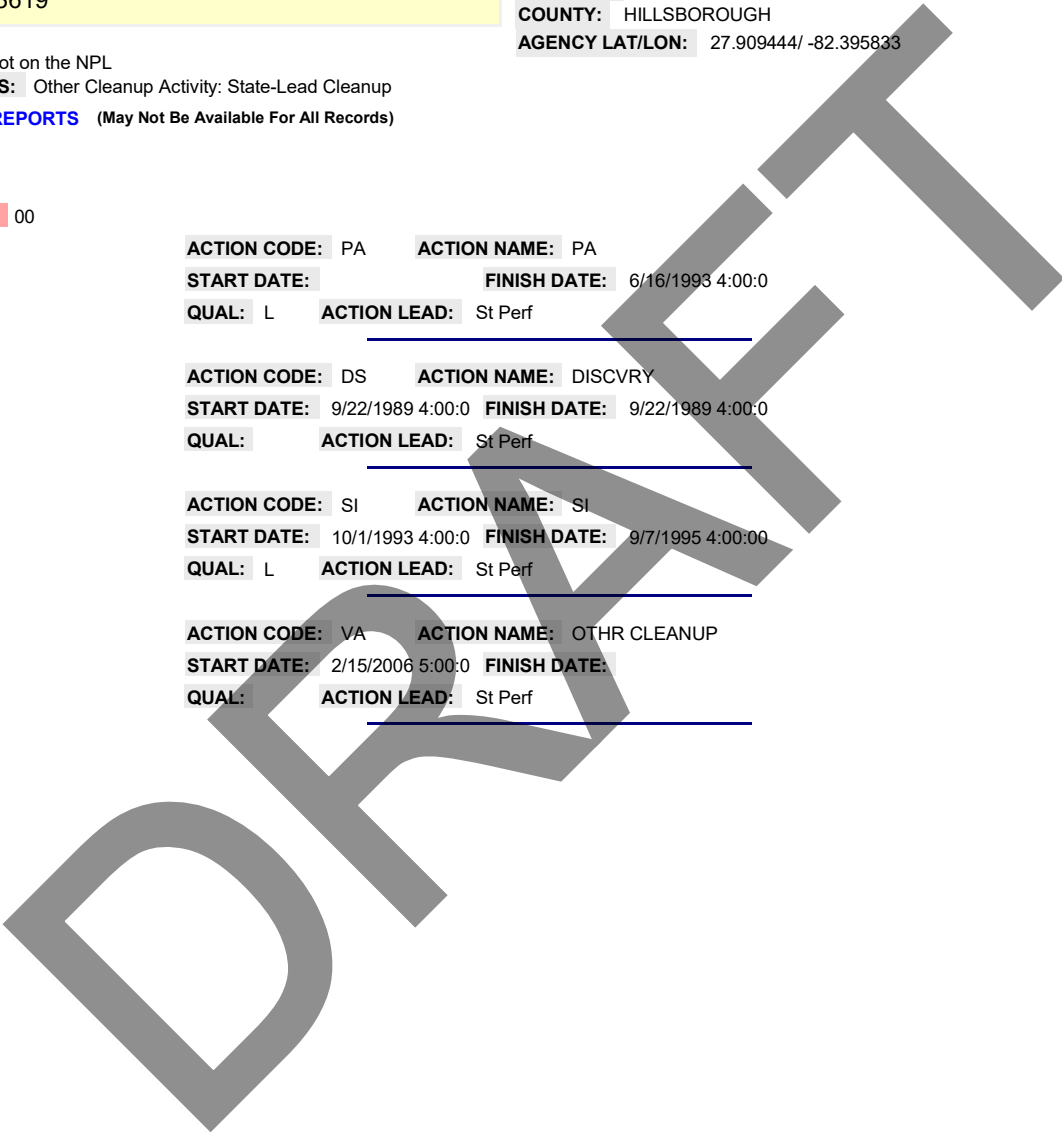 COUNTY: HILLSBOROUGH
AGENCY LAT/LON: 27.909444/ -82.395833
on the NPL
Other Cleanup Activity: State-Lead Cleanup
(May Not Be Available For All Records)
00
ACTION CODE: PA ACTION NAME: PA
START DATE: FINISH DATE: 6/16/1993 4:00:0
QUAL: L ACTION LEAD: St Perf
ACTION CODE: DS ACTION NAME: DISCVRY
START DATE: 9/22/1989 4:00:0 FINISH DATE: 9/22/1989 4:00:0
QUAL: ACTION LEAD: St Perf
ACTION CODE: SI ACTION NAME: SI
START DATE: 10/1/1993 4:00:0 FINISH DATE: 9/7/1995 4:00:00
QUAL: L ACTION LEAD: St Perf
ACTION CODE: VA ACTION NAME: OTHR CLEANUP
START DATE: 2/15/2006 5:00:0 FINISH DATE:
QUAL: ACTION LEAD: St Perf
DRAFT